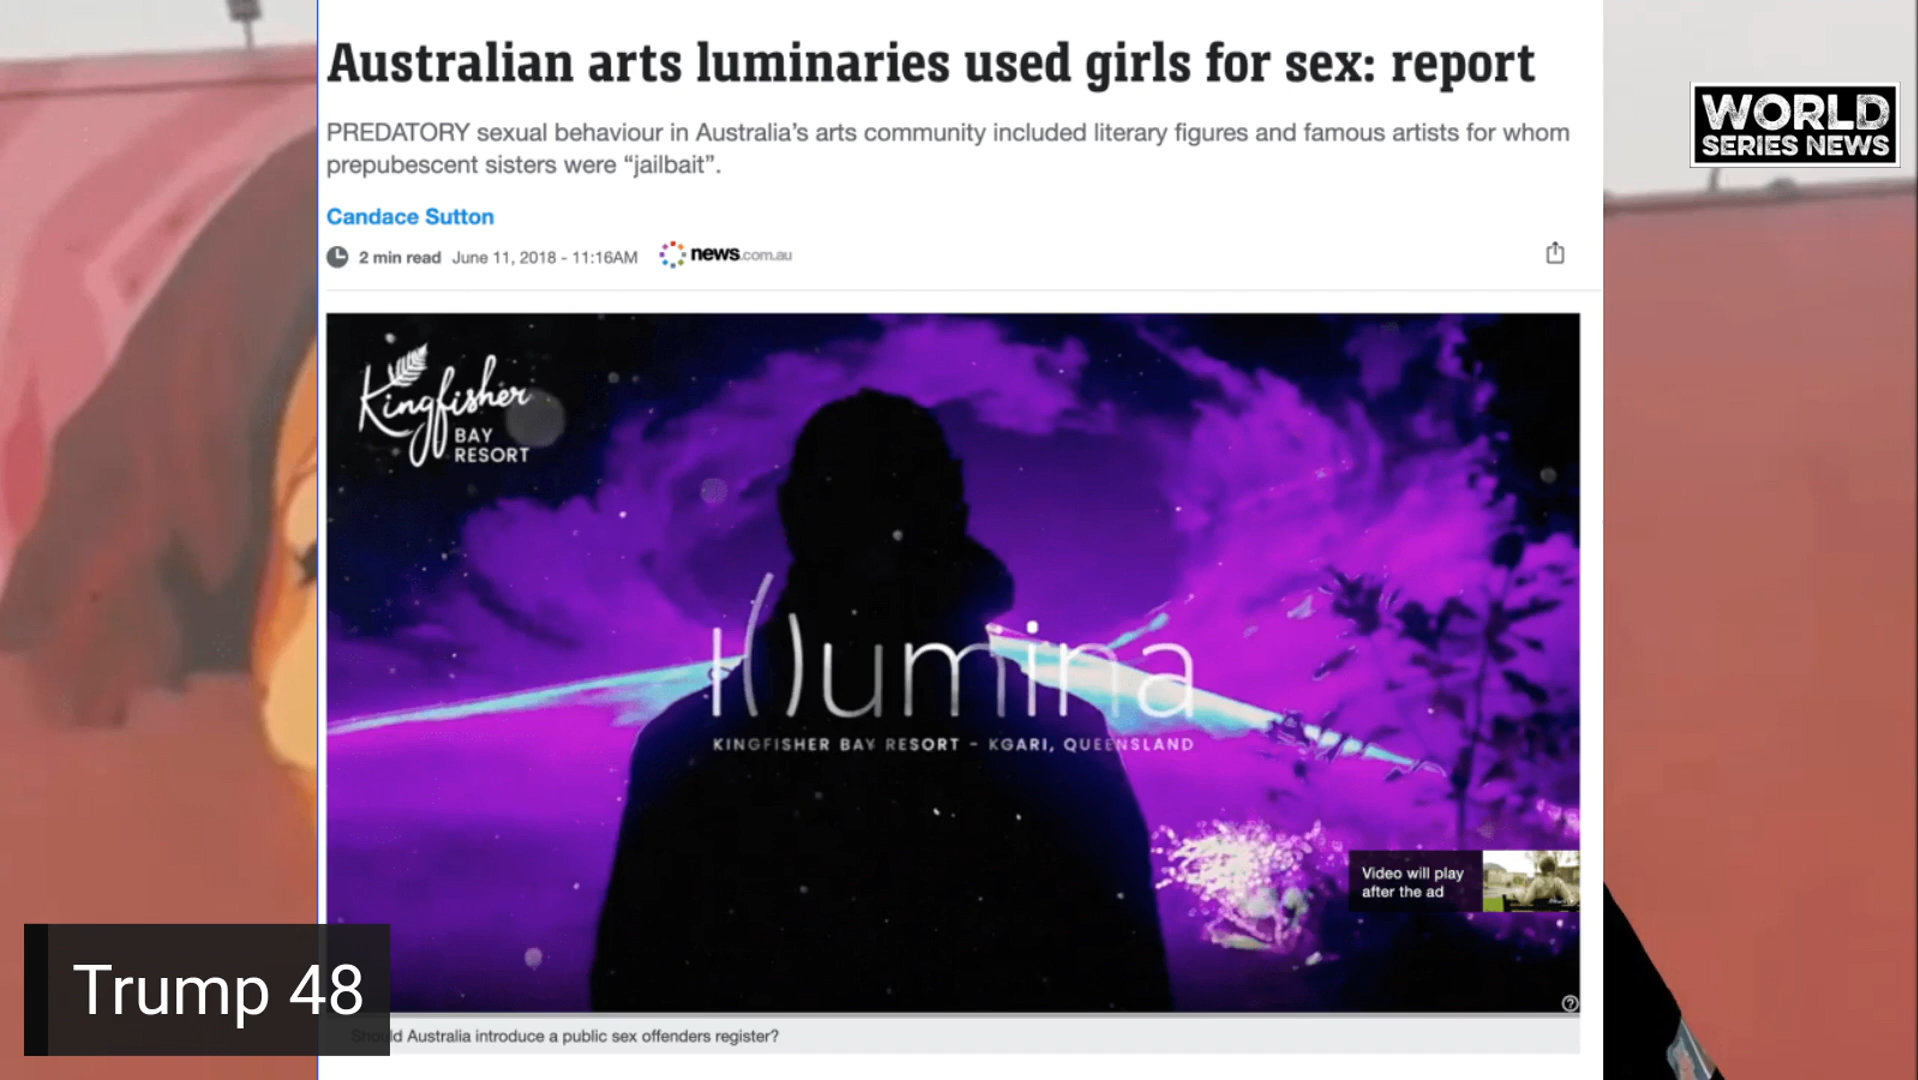 Australian arts luminaries used girls for sex: report
PREDATORY sexual behaviour in Australia’s arts community included literary figures and famous artists for whom
prepubescent sisters were “jailbait”.
Candace Sutton
2 min read June 11, 2018 - 11:16AM news.com.au
WORLD
SERIES NEWS
Kingfisher
BAY
RESORT
illumina
KINGFISHER BAY RESORT - KGARI, QUEENSLAND
Video will play
after the ad
Trump 48
Should Australia introduce a public sex offenders register?